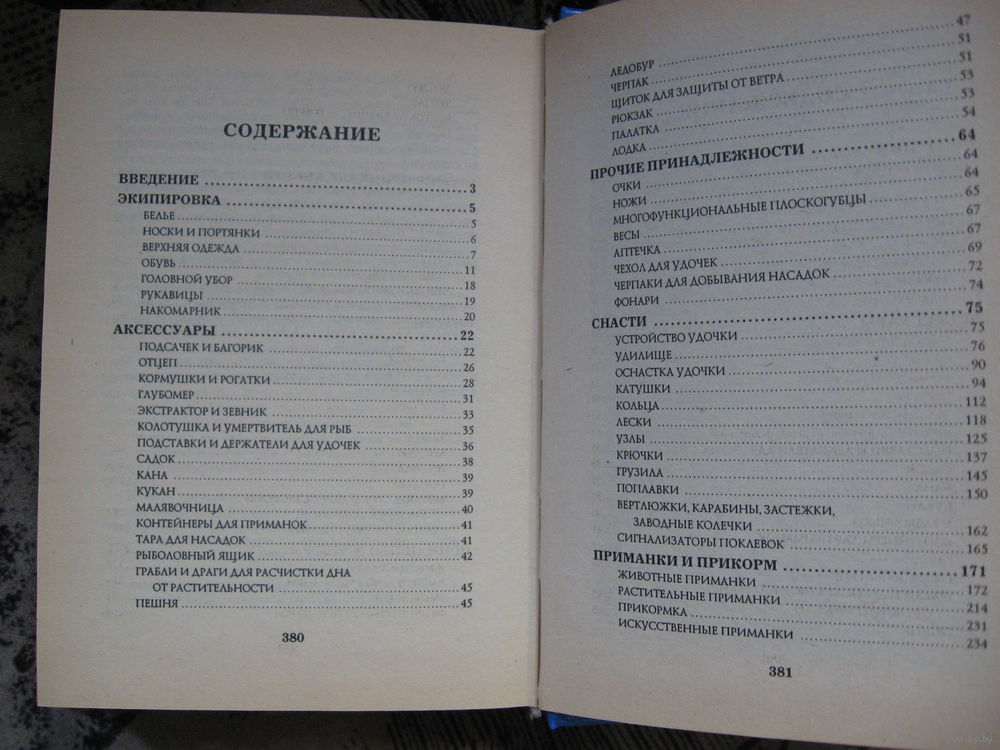 СОДЕРЖАНИЕ
ВВЕДЕНИЕ ........ 3
ЭКИПИРОВКА ........ 5
БЕЛЬЕ ........ 5
НОСКИ И ПОРТЯНКИ ........ 6
ВЕРХНЯЯ ОДЕЖДА ........ 7
ОБУВЬ ........ 11
ГОЛОВНОЙ УБОР ........ 18
РУКАВИЦЫ ........ 19
НАКОМАРНИК ........ 20
АКСЕССУАРЫ ........ 22
ПОДСАЧЕК И БАГОРИК ........ 22
ОТЦЕП ........ 26
КОРМУШКИ И РОГАТКИ ........ 28
ГЛУБОМЕР ........ 31
ЭКСТРАКТОР И ЗЕВНИК ........ 33
КОЛОТУШКА И УМЕРТВИТЕЛЬ ДЛЯ РЫБ ........ 35
ПОДСТАВКИ И ДЕРЖАТЕЛИ ДЛЯ УДОЧЕК ........ 36
САДОК ........ 38
КАНА ........ 39
КУКАН ........ 39
МАЛЯВОЧНИЦА ........ 40
КОНТЕЙНЕРЫ ДЛЯ ПРИМАНОК ........ 41
ТАРА ДЛЯ НАСАДОК ........ 41
РЫБОЛОВНЫЙ ЯЩИК ........ 42
ГРАБЛИ И ДРАГИ ДЛЯ РАСЧИСТКИ ДНА
ОТ РАСТИТЕЛЬНОСТИ ........ 45
ПЕШНЯ ........ 45
380
ЛЕДОБУР ........ 47
ЧЕРПАК ........ 51
ЩИТОК ДЛЯ ЗАЩИТЫ ОТ ВЕТРА ........ 51
РЮКЗАК ........ 53
ПАЛАТКА ........ 53
ЛОДКА ........ 54
ПРОЧИЕ ПРИНАДЛЕЖНОСТИ ........ 64
ОЧКИ ........ 64
НОЖИ ........ 64
МНОГОФУНКЦИОНАЛЬНЫЕ ПЛОСКОГУБЦЫ ........ 65
ВЕСЫ ........ 67
АПТЕЧКА ........ 67
ЧЕХОЛ ДЛЯ УДОЧЕК ........ 69
ЧЕРПАКИ ДЛЯ ДОБЫВАНИЯ НАСАДОК ........ 72
ФОНАРИ ........ 74
СНАСТИ ........ 75
УСТРОЙСТВО УДОЧКИ ........ 75
УДИЛИЩЕ ........ 76
ОСНАСТКА УДОЧКИ ........ 90
КАТУШКИ ........ 94
КОЛЬЦА ........ 112
ЛЕСКИ ........ 118
УЗЛЫ ........ 125
КРЮЧКИ ........ 137
ГРУЗИЛА ........ 145
ПОПЛАВКИ ........ 150
ВЕРТЛЮЖКИ, КАРАБИНЫ, ЗАСТЕЖКИ,
ЗАВОДНЫЕ КОЛЕЧКИ ........ 162
СИГНАЛИЗАТОРЫ ПОКЛЕВОК ........ 165
ПРИМАНКИ И ПРИКОРМ ........ 171
ЖИВОТНЫЕ ПРИМАНКИ ........ 172
РАСТИТЕЛЬНЫЕ ПРИМАНКИ ........ 214
ПРИКОРМКА ........ 231
ИСКУССТВЕННЫЕ ПРИМАНКИ ........ 234
381